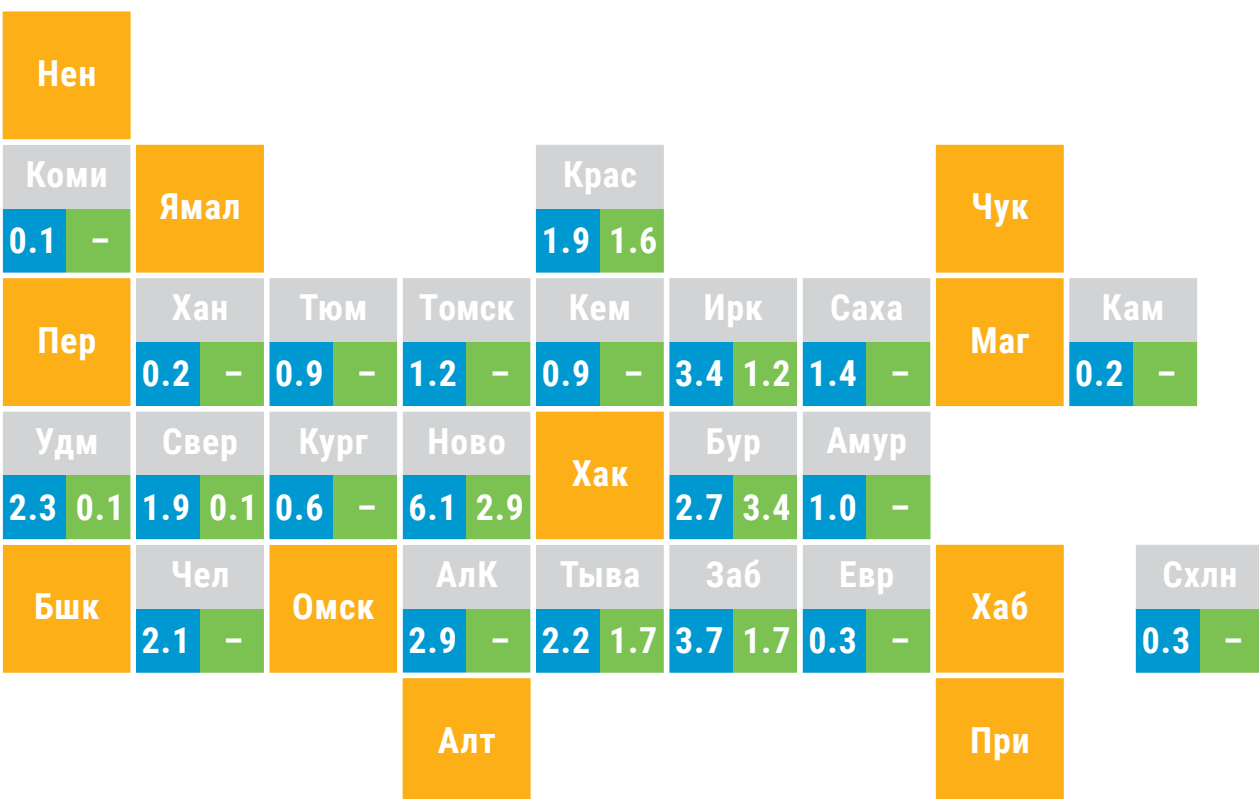 Нен
Коми Ямал Крас Чук
0.1 – 1.9 1.6
Пер Хан Тюм Томск Кем Ирк Саха Маг Кам
0.2 – 0.9 – 1.2 – 0.9 – 3.4 1.2 1.4 – 0.2 –
Удм Свер Кург Ново Хак Бур Амур
2.3 0.1 1.9 0.1 0.6 – 6.1 2.9 2.7 3.4 1.0 –
Бшк Чел Омск АлК Тыва Заб Евр Хаб Схлн
2.1 – 2.9 – 2.2 1.7 3.7 1.7 0.3 – 0.3 –
Алт При